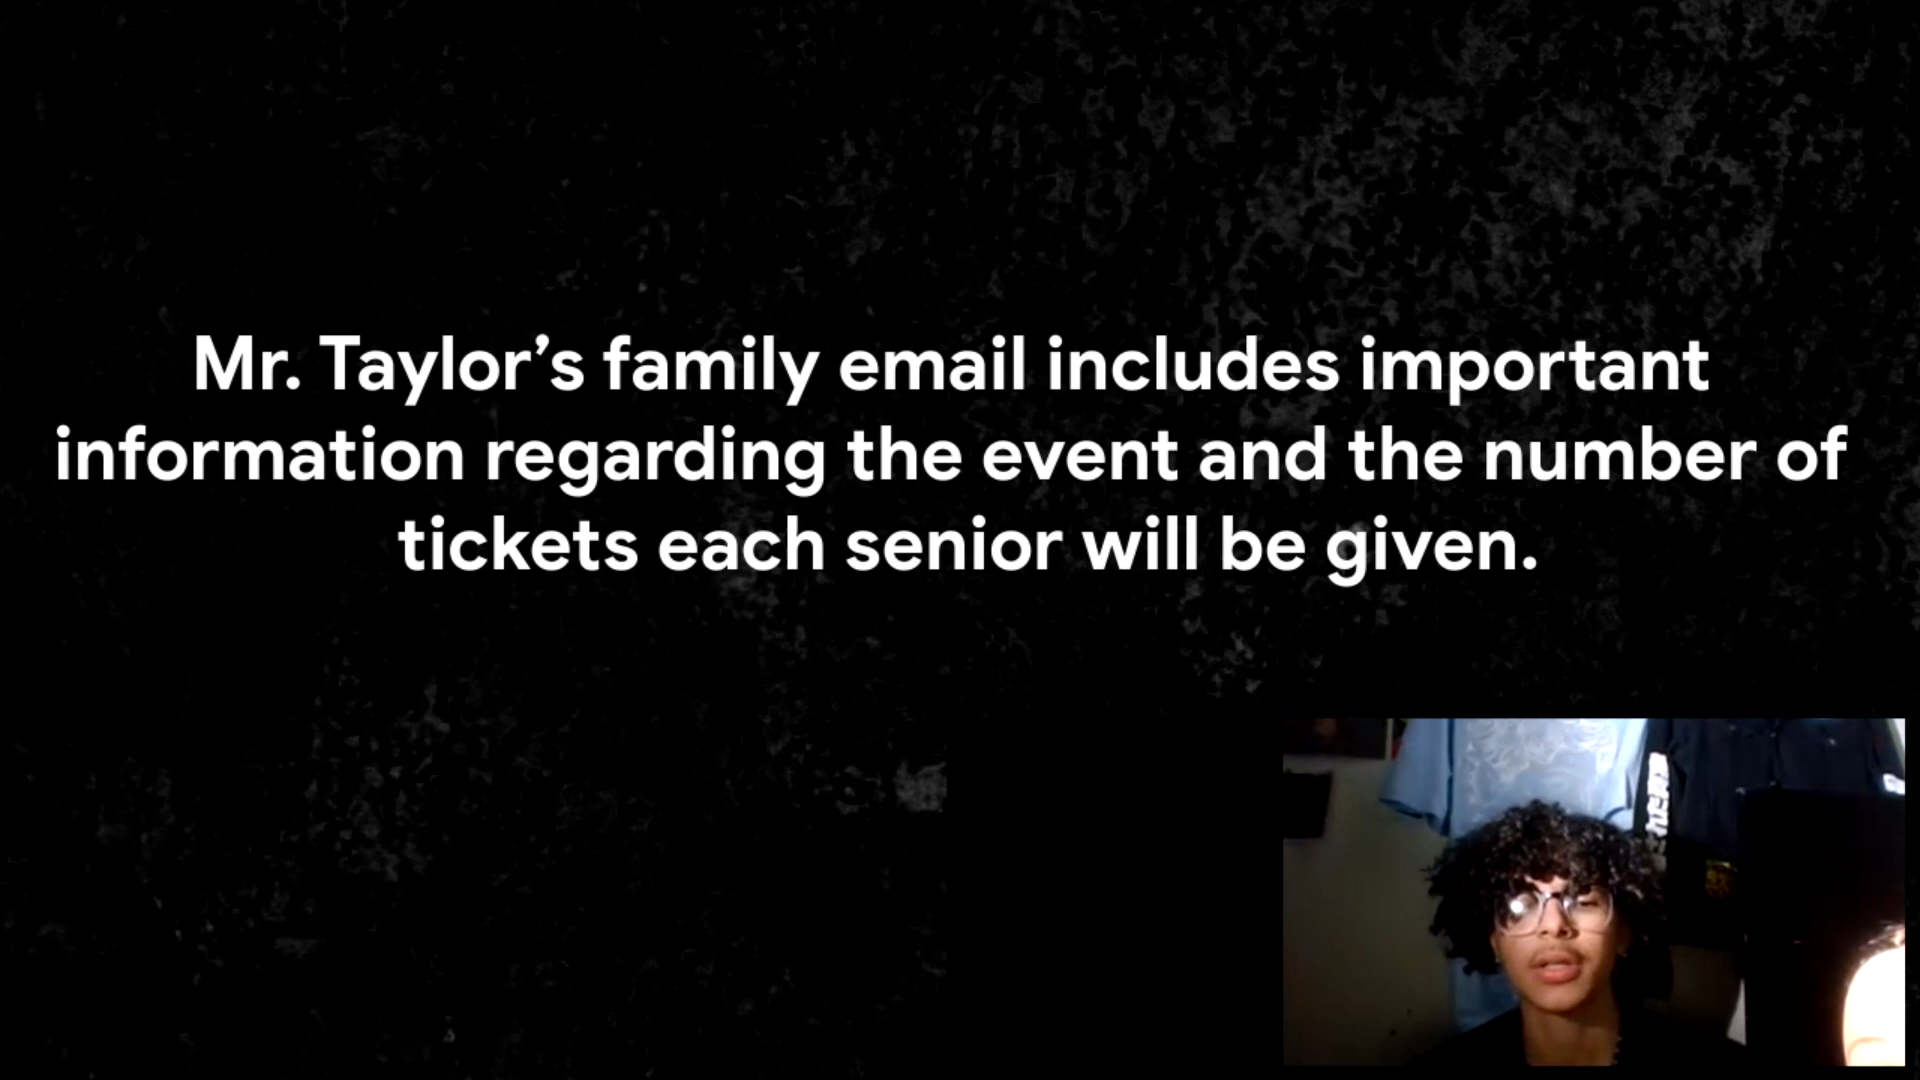 Mr. Taylor’s family email includes important
information regarding the event and the number of
tickets each senior will be given.